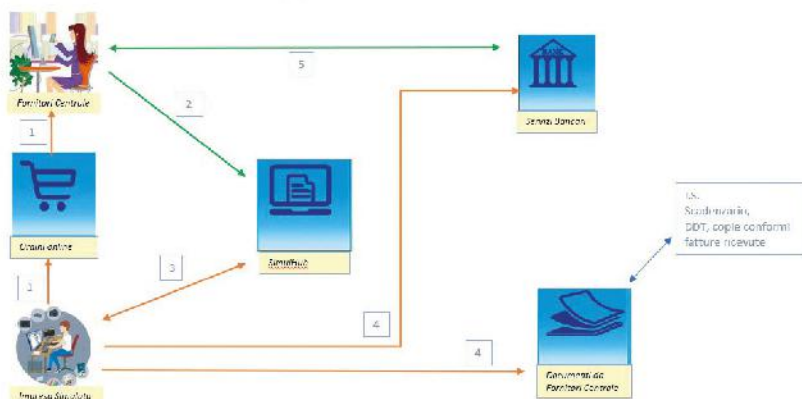 Fornitori Centrale
5
2
1
BANK
Servizi Bancari
Ordini online
SimulHub
Scadenzario,
DDT, copie conformi
fatture ricevute
1
3
4
4
Documenti da
Fornitori Centrale
Impresa Simulata